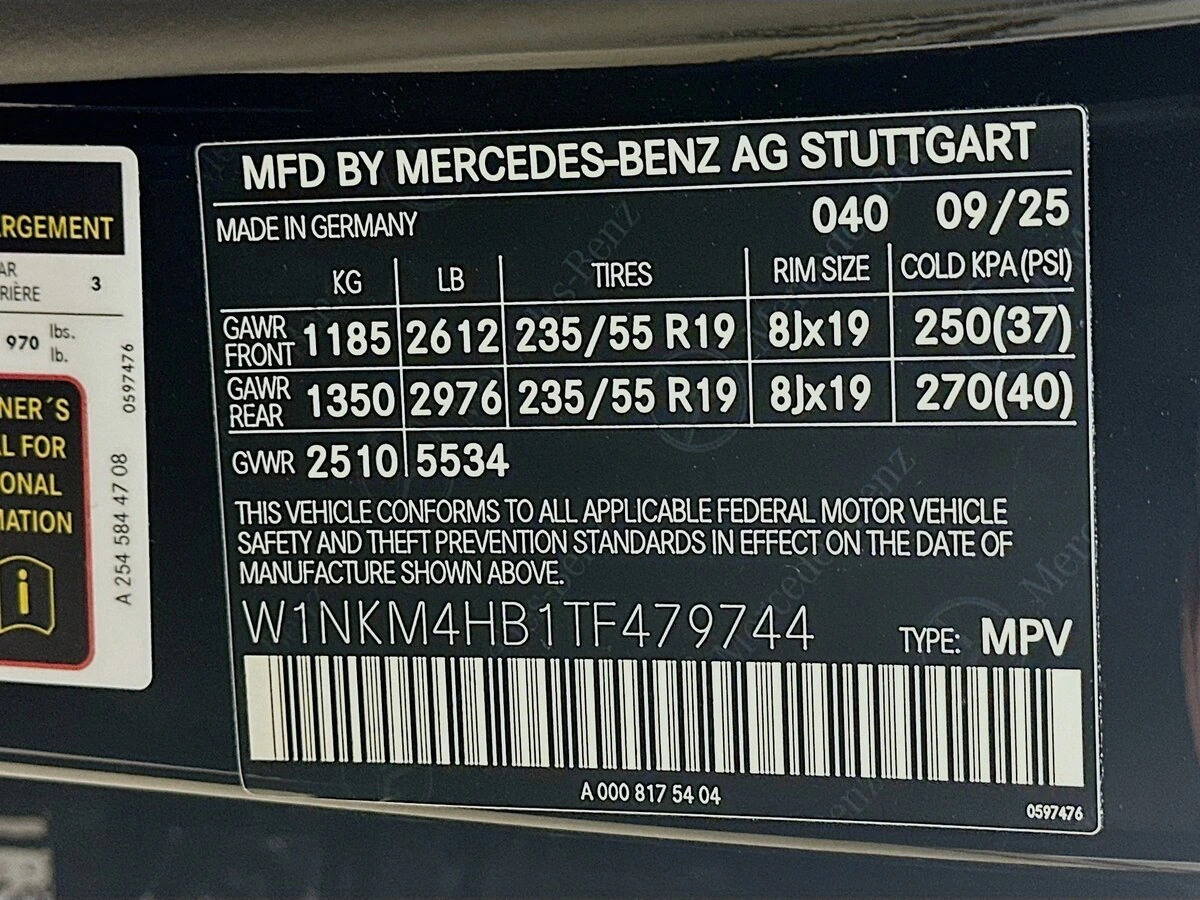 MFD BY MERCEDES-BENZ AG STUTTGART
MADE IN GERMANY 040 09/25
KG LB TIRES RIM SIZE COLD KPA (PSI)
GAWR FRONT 1185 2612 235/55 R19 8Jx19 250(37)
GAWR REAR 1350 2976 235/55 R19 8Jx19 270(40)
GVWR 2510 5534
THIS VEHICLE CONFORMS TO ALL APPLICABLE FEDERAL MOTOR VEHICLE
SAFETY AND THEFT PREVENTION STANDARDS IN EFFECT ON THE DATE OF
MANUFACTURE SHOWN ABOVE.
W1NKM4HB1TF479744 TYPE: MPV
A 000 817 54 04
0597476
RGEMENT
AR
RIÈRE 3
970 lbs.
lb.
NER´S
L FOR
ONAL
MATION
i
0597476
A 254 584 47 08